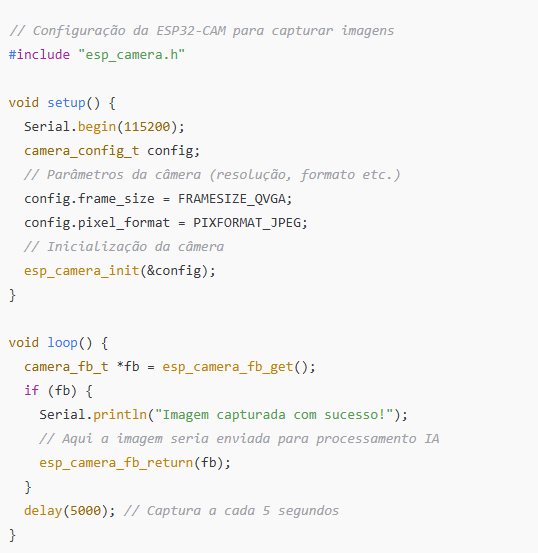 // Configuração da ESP32-CAM para capturar imagens
#include "esp_camera.h"

void setup() {
  Serial.begin(115200);
  camera_config_t config;
  // Parâmetros da câmera (resolução, formato etc.)
  config.frame_size = FRAMESIZE_QVGA;
  config.pixel_format = PIXFORMAT_JPEG;
  // Inicialização da câmera
  esp_camera_init(&config);
}

void loop() {
  camera_fb_t *fb = esp_camera_fb_get();
  if (fb) {
    Serial.println("Imagem capturada com sucesso!");
    // Aqui a imagem seria enviada para processamento IA
    esp_camera_fb_return(fb);
  }
  delay(5000); // Captura a cada 5 segundos
}